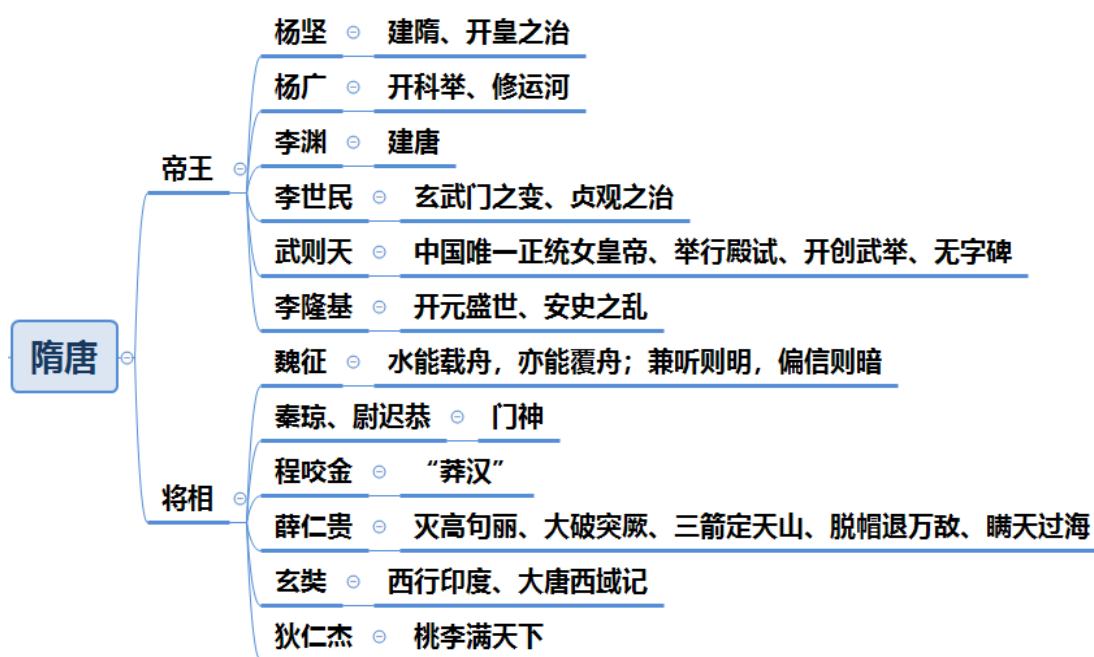 隋唐
帝王
杨坚 建隋、开皇之治
杨广 开科举、修运河
李渊 建唐
李世民 玄武门之变、贞观之治
武则天 中国唯一正统女皇帝、举行殿试、开创武举、无字碑
李隆基 开元盛世、安史之乱
将相
魏征 水能载舟，亦能覆舟；兼听则明，偏信则暗
秦琼、尉迟恭 门神
程咬金 “莽汉”
薛仁贵 灭高句丽、大破突厥、三箭定天山、脱帽退万敌、瞒天过海
玄奘 西行印度、大唐西域记
狄仁杰 桃李满天下